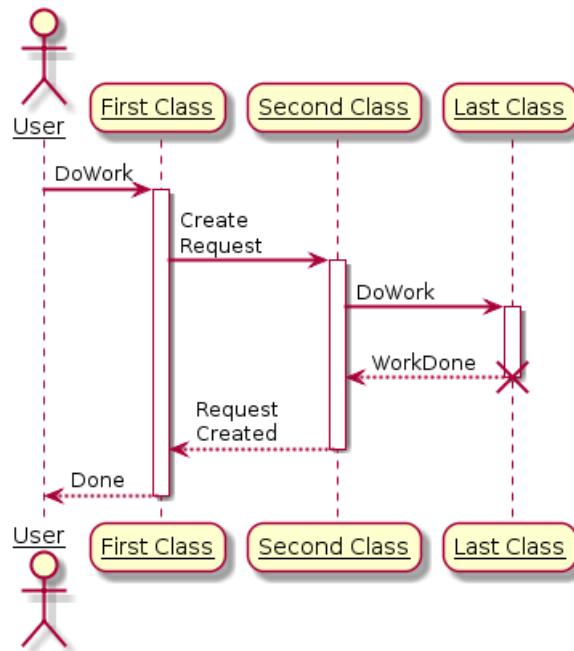 User
First Class
Second Class
Last Class
DoWork
Create
Request
DoWork
WorkDone
Request
Created
Done
User
First Class
Second Class
Last Class